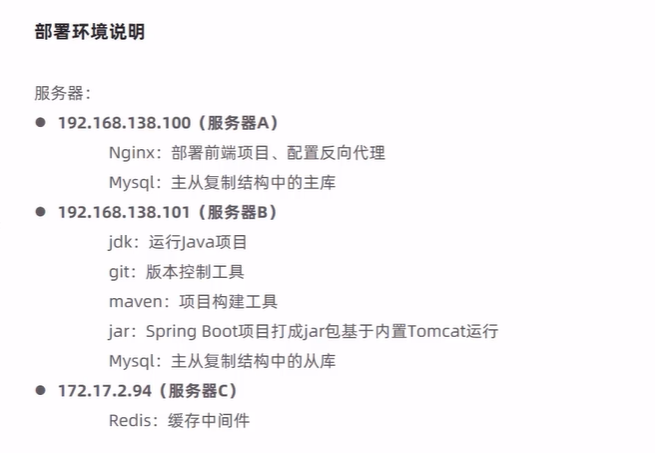 部署环境说明
服务器：
● 192.168.138.100（服务器A）
Nginx：部署前端项目、配置反向代理
Mysql：主从复制结构中的主库
● 192.168.138.101（服务器B）
jdk：运行Java项目
git：版本控制工具
maven：项目构建工具
jar：Spring Boot项目打成jar包基于内置Tomcat运行
Mysql：主从复制结构中的从库
● 172.17.2.94（服务器C）
Redis：缓存中间件